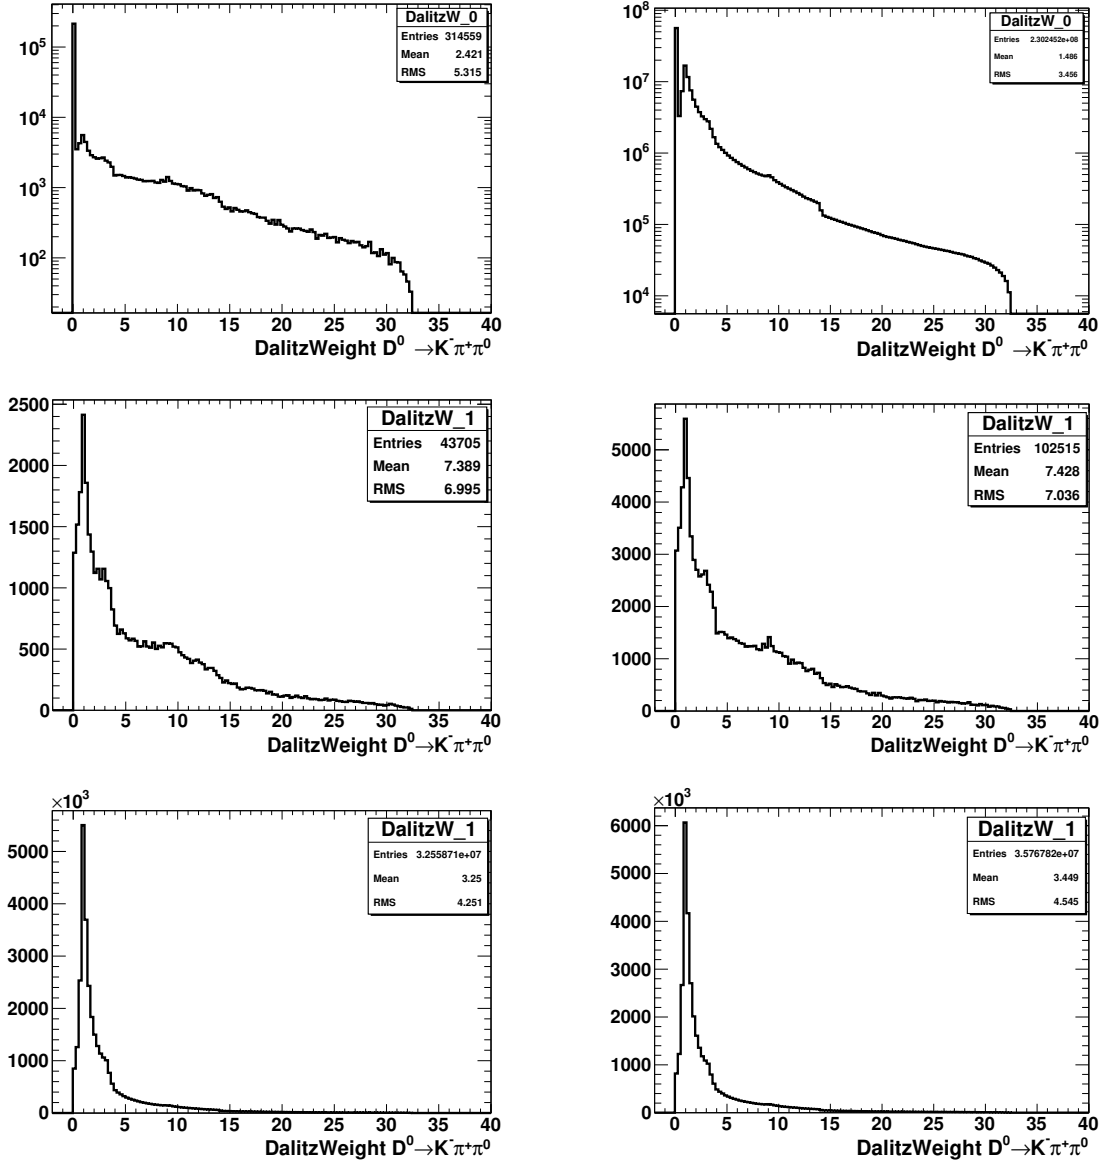 DalitzW_0
Entries 314559
Mean 2.421
RMS 5.315
10^5
10^4
10^3
10^2
0 5 10 15 20 25 30 35 40
DalitzWeight D^0 →K^-π^+π^0
DalitzW_0
Entries 2.302452e+08
Mean 1.486
RMS 3.456
10^8
10^7
10^6
10^5
10^4
0 5 10 15 20 25 30 35 40
DalitzWeight D^0 →K^-π^+π^0
DalitzW_1
Entries 43705
Mean 7.389
RMS 6.995
2500
2000
1500
1000
500
0
0 5 10 15 20 25 30 35 40
DalitzWeight D^0→K^-π^+π^0
DalitzW_1
Entries 102515
Mean 7.428
RMS 7.036
5000
4000
3000
2000
1000
0
0 5 10 15 20 25 30 35 40
DalitzWeight D^0→K^-π^+π^0
×10^3
DalitzW_1
Entries 3.255871e+07
Mean 3.25
RMS 4.251
5000
4000
3000
2000
1000
0
0 5 10 15 20 25 30 35 40
DalitzWeight D^0→K^-π^+π^0
×10^3
DalitzW_1
Entries 3.576782e+07
Mean 3.449
RMS 4.545
6000
5000
4000
3000
2000
1000
0
0 5 10 15 20 25 30 35 40
DalitzWeight D^0→K^-π^+π^0